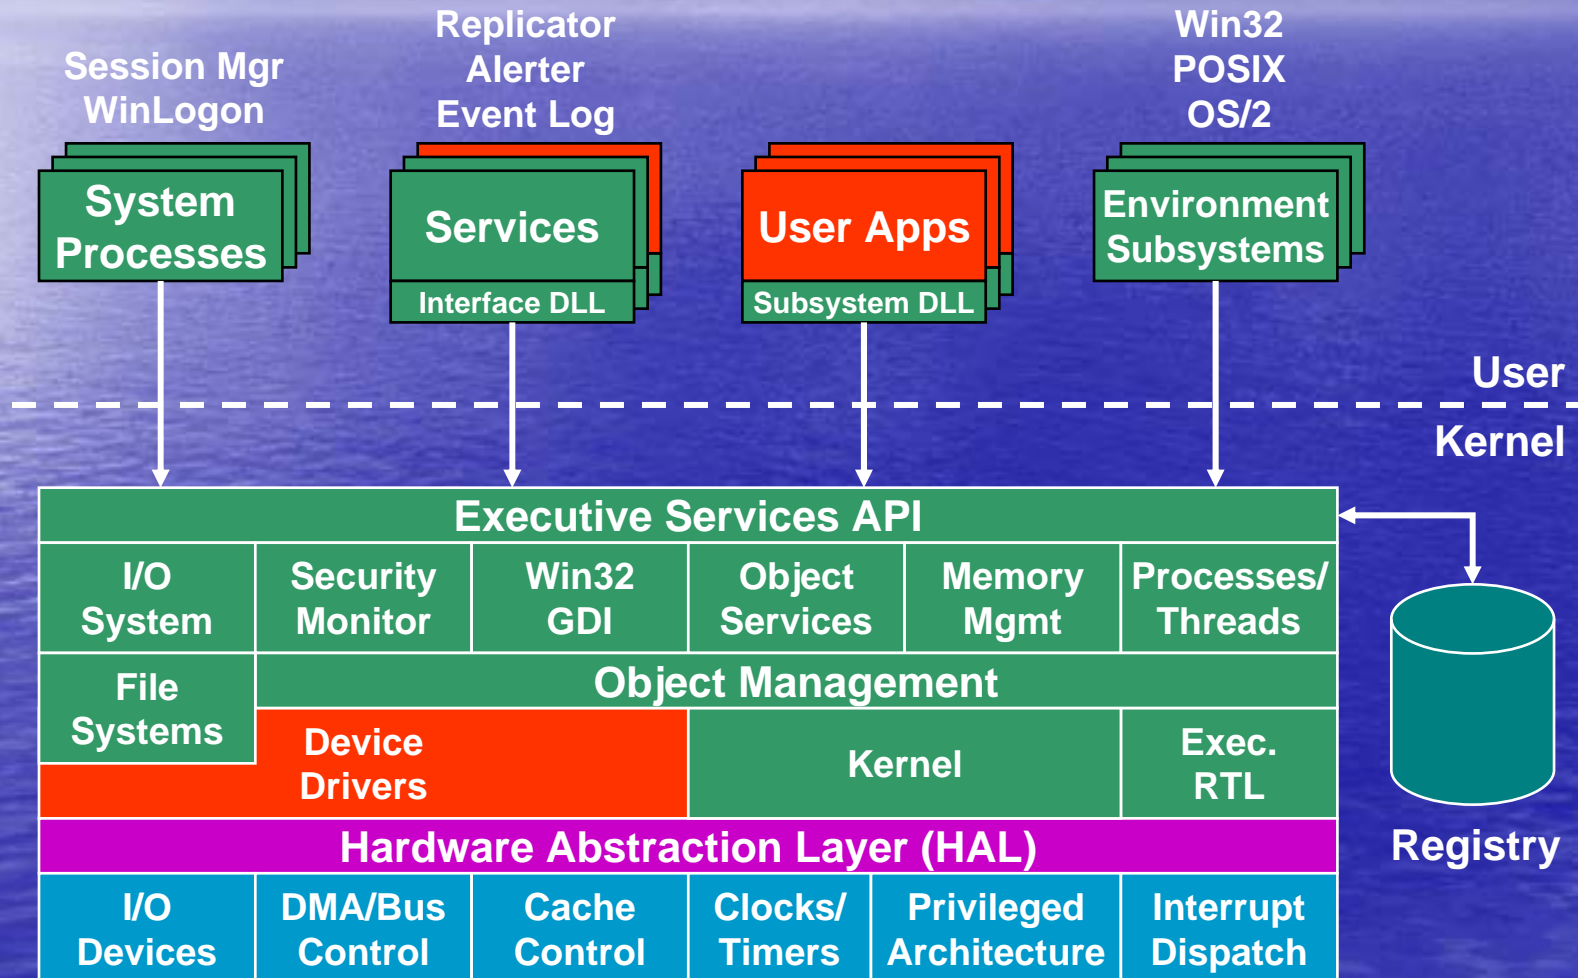 Session Mgr
WinLogon
Replicator
Alerter
Event Log
Win32
POSIX
OS/2
System
Processes
Services
Interface DLL
User Apps
Subsystem DLL
Environment
Subsystems
User
Kernel
Executive Services API
I/O
System
Security
Monitor
Win32
GDI
Object
Services
Memory
Mgmt
Processes/
Threads
File
Systems
Object Management
Device
Drivers
Kernel
Exec.
RTL
Hardware Abstraction Layer (HAL)
Registry
I/O
Devices
DMA/Bus
Control
Cache
Control
Clocks/
Timers
Privileged
Architecture
Interrupt
Dispatch